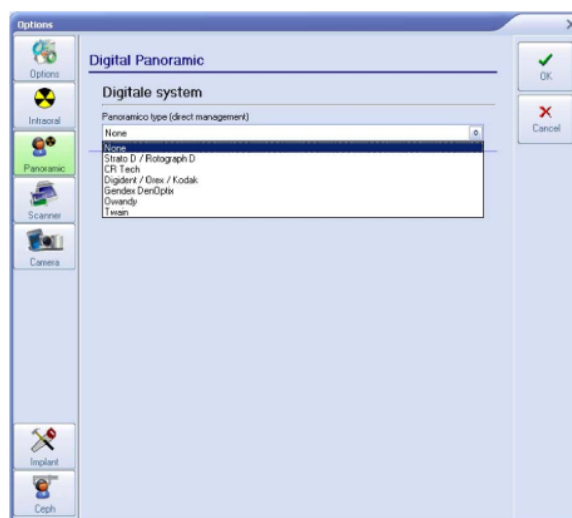 Options
Options
Intraoral
Panoramic
Scanner
Camera
Implant
Ceph
Digital Panoramic
Digitale system
Panoramico type (direct management)
None
None
Strato D / Rotograph D
CR Tech
Digident / Orex / Kodak
Gendex DenOptix
Owandy
Twain
OK
Cancel